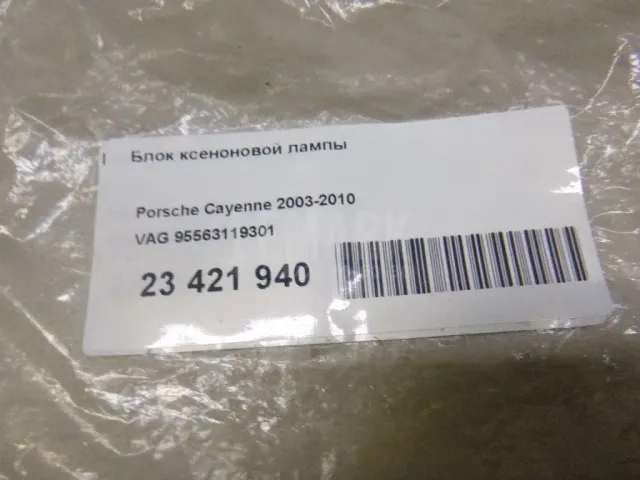 Блок ксеноновой лампы
Porsche Cayenne 2003-2010
VAG 95563119301
23 421 940